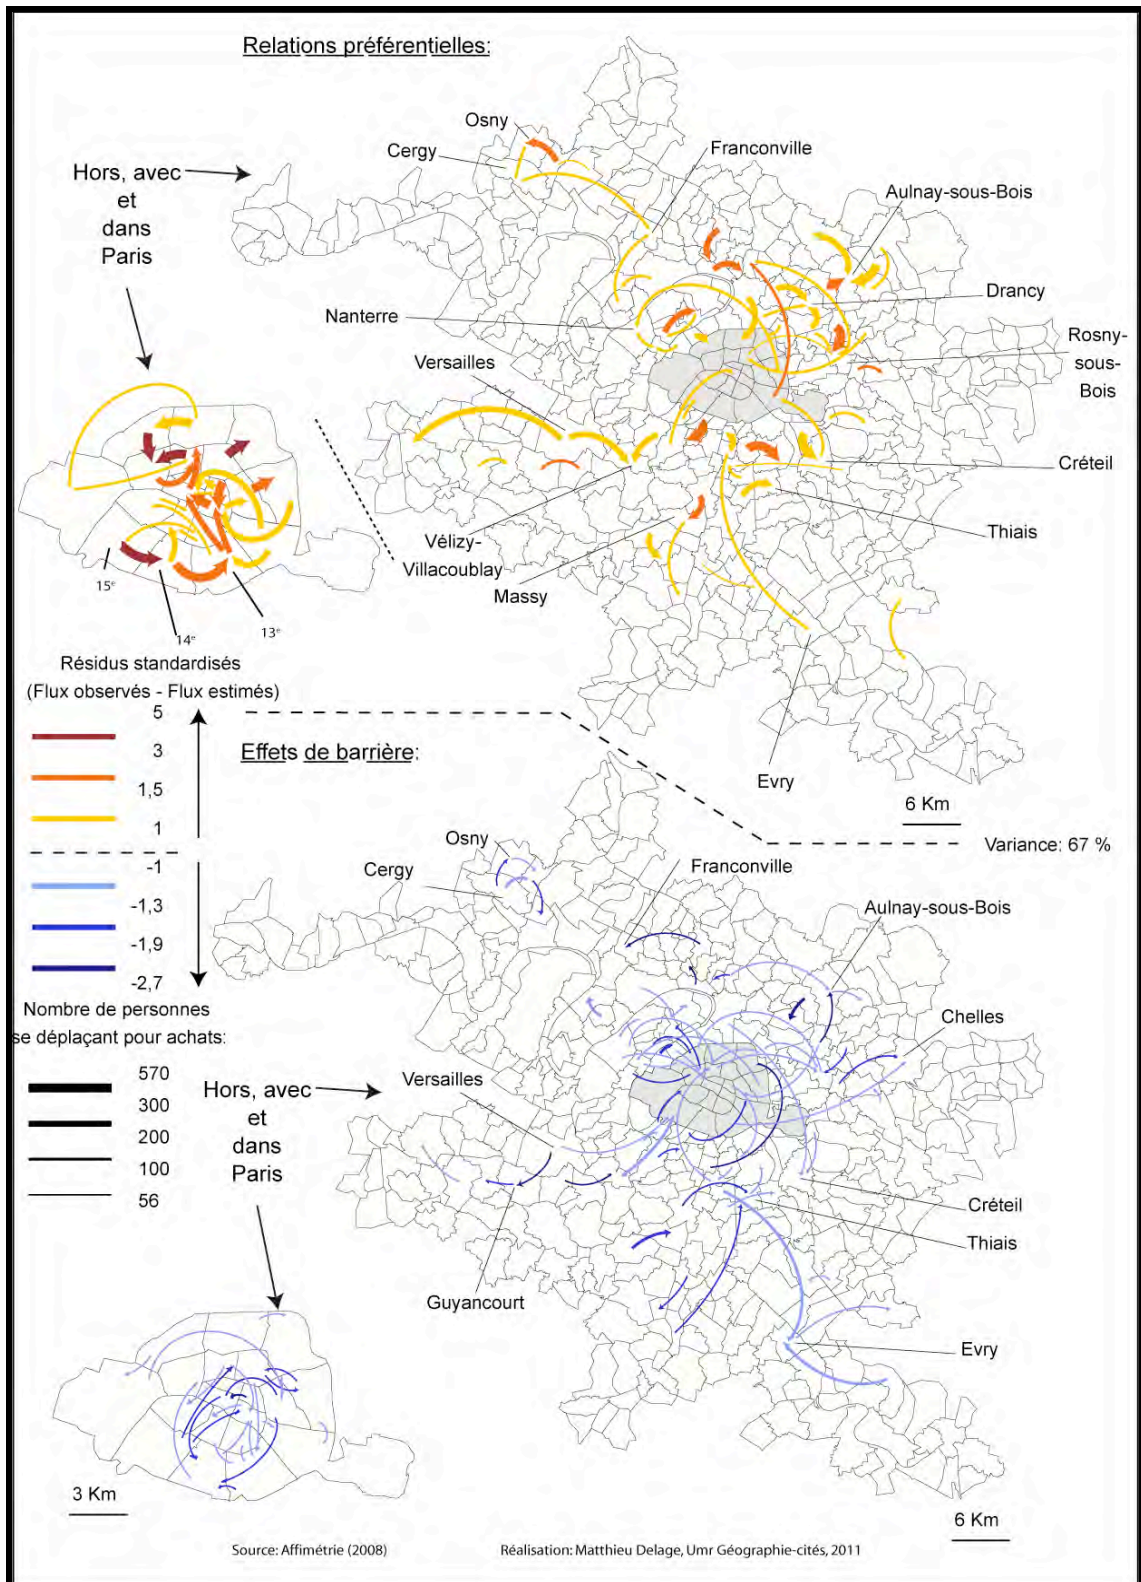 Relations préférentielles:
Osny
Cergy
Franconville
Hors, avec
et
dans
Paris
Aulnay-sous-Bois
Drancy
Nanterre
Rosny-
sous-
Bois
Versailles
Créteil
Thiais
Vélizy-
Villacoublay
Massy
15e
14e
13e
Evry
6 Km
Résidus standardisés
(Flux observés - Flux estimés)
5
3
1,5
1
-1
-1,3
-1,9
-2,7
Effets de barrière:
Variance: 67 %
Osny
Cergy
Franconville
Aulnay-sous-Bois
Chelles
Nombre de personnes
se déplaçant pour achats:
570
300
200
100
56
Hors, avec
et
dans
Paris
Versailles
Créteil
Thiais
Guyancourt
Evry
3 Km
6 Km
Source: Affimétrie (2008)
Réalisation: Matthieu Delage, Umr Géographie-cités, 2011